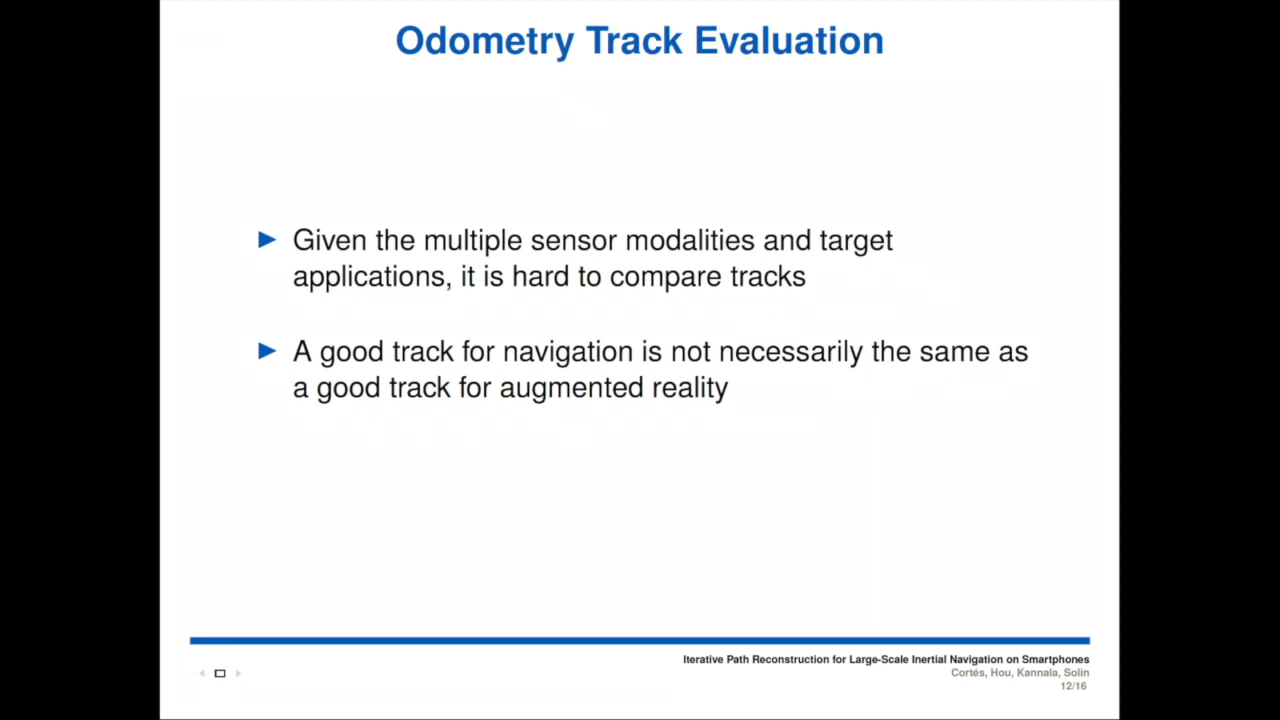 Odometry Track Evaluation
Given the multiple sensor modalities and target
applications, it is hard to compare tracks
A good track for navigation is not necessarily the same as
a good track for augmented reality
Iterative Path Reconstruction for Large-Scale Inertial Navigation on Smartphones
Cortés, Hou, Kannala, Solin
12/16